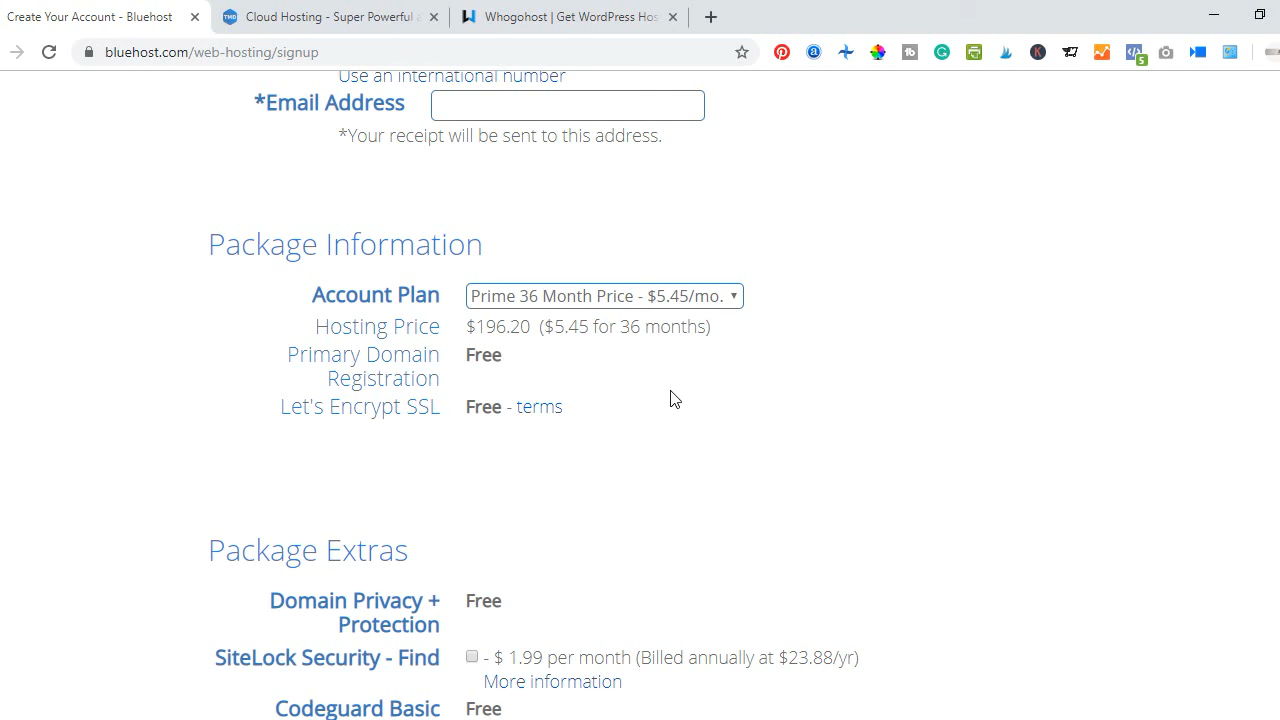 Create Your Account - Bluehost
Cloud Hosting - Super Powerful
Whogohost | Get WordPress Hos
bluehost.com/web-hosting/signup
Use an international number
*Email Address
*Your receipt will be sent to this address.
Package Information
Account Plan Prime 36 Month Price - $5.45/mo.
Hosting Price $196.20 ($5.45 for 36 months)
Primary Domain Free
Registration
Let's Encrypt SSL Free - terms
Package Extras
Domain Privacy + Free
Protection
SiteLock Security - Find - $ 1.99 per month (Billed annually at $23.88/yr)
More information
Codeguard Basic Free